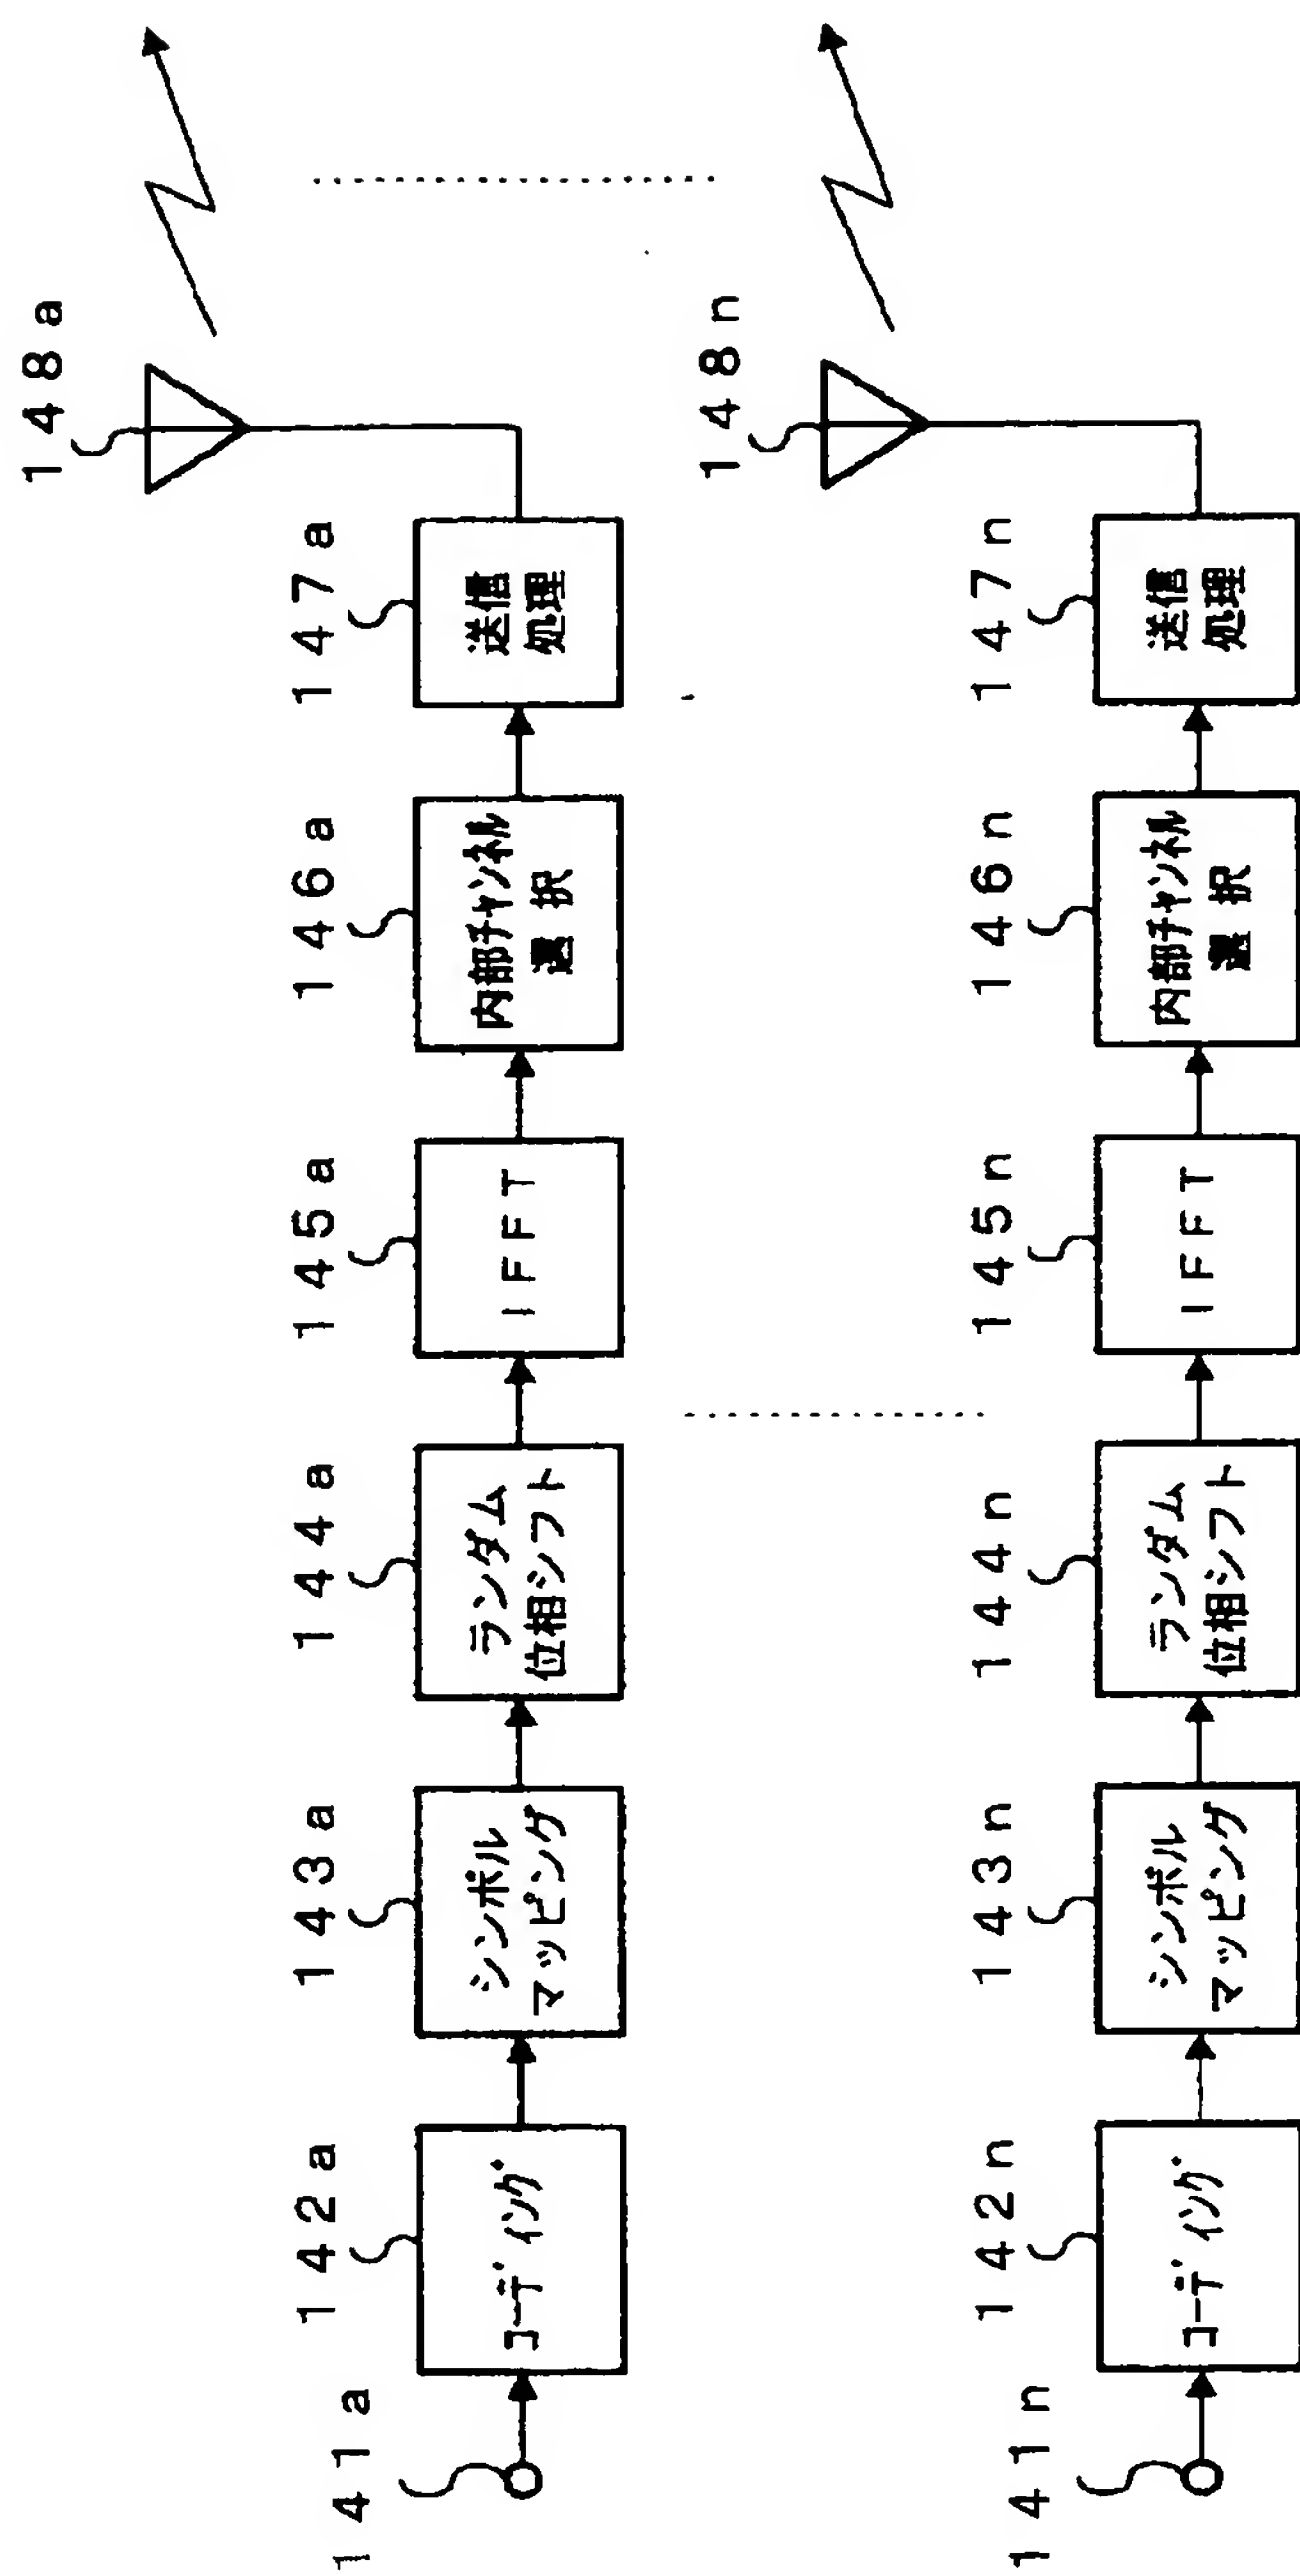 141a
142a
コーディング
143a
シンボル
マッピング
144a
ランダム
位相シフト
145a
IFFT
146a
内部チャンネル
選択
147a
送信
処理
148a
141n
142n
コーディング
143n
シンボル
マッピング
144n
ランダム
位相シフト
145n
IFFT
146n
内部チャンネル
選択
147n
送信
処理
148n